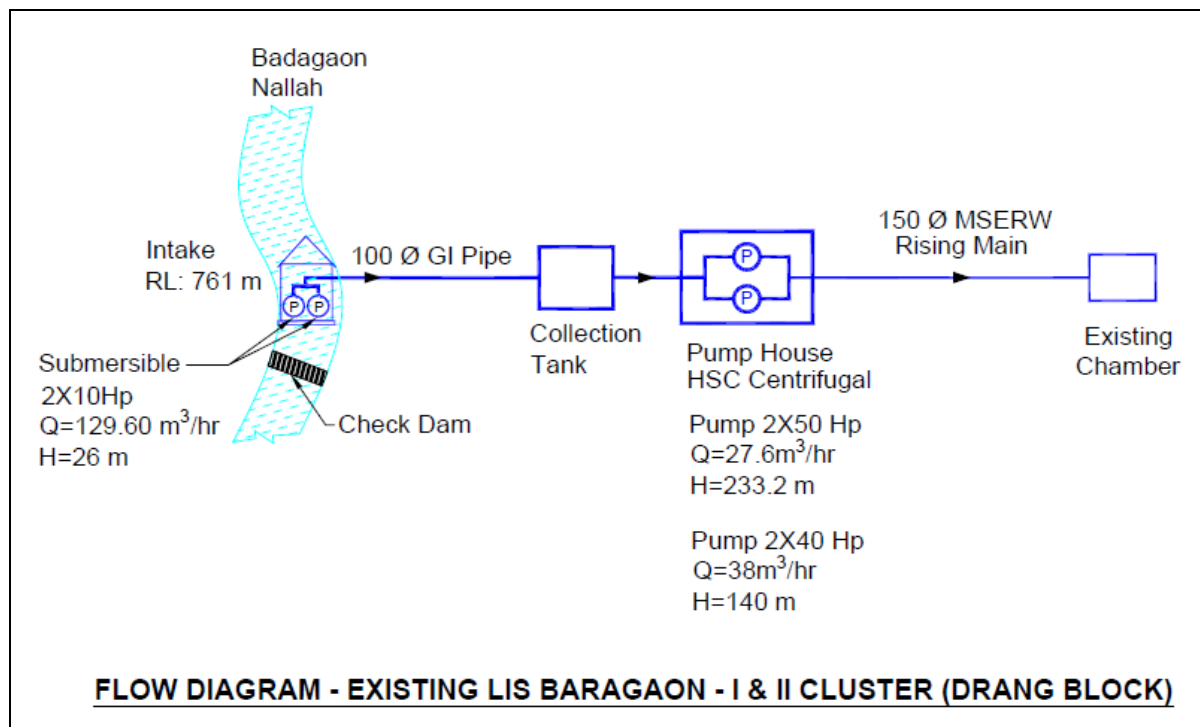 Badagaon
Nallah
Intake
RL: 761 m
100 Ø GI Pipe
150 Ø MSERW
Rising Main
P P
P
P
Submersible
2X10Hp
Q=129.60 m³/hr
H=26 m
Check Dam
Collection
Tank
Pump House
HSC Centrifugal
Pump 2X50 Hp
Q=27.6m³/hr
H=233.2 m
Pump 2X40 Hp
Q=38m³/hr
H=140 m
Existing
Chamber
FLOW DIAGRAM - EXISTING LIS BARAGAON - I & II CLUSTER (DRANG BLOCK)